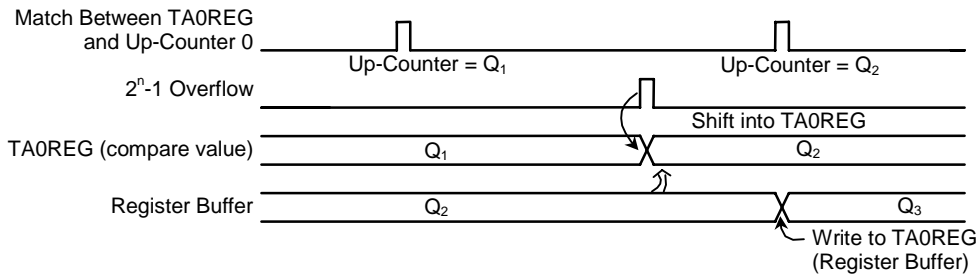 Match Between TA0REG
and Up-Counter 0
Up-Counter = Q₁
Up-Counter = Q₂
2ⁿ-1 Overflow
Shift into TA0REG
TA0REG (compare value)
Q₁
Q₂
Register Buffer
Q₂
Q₃
Write to TA0REG
(Register Buffer)